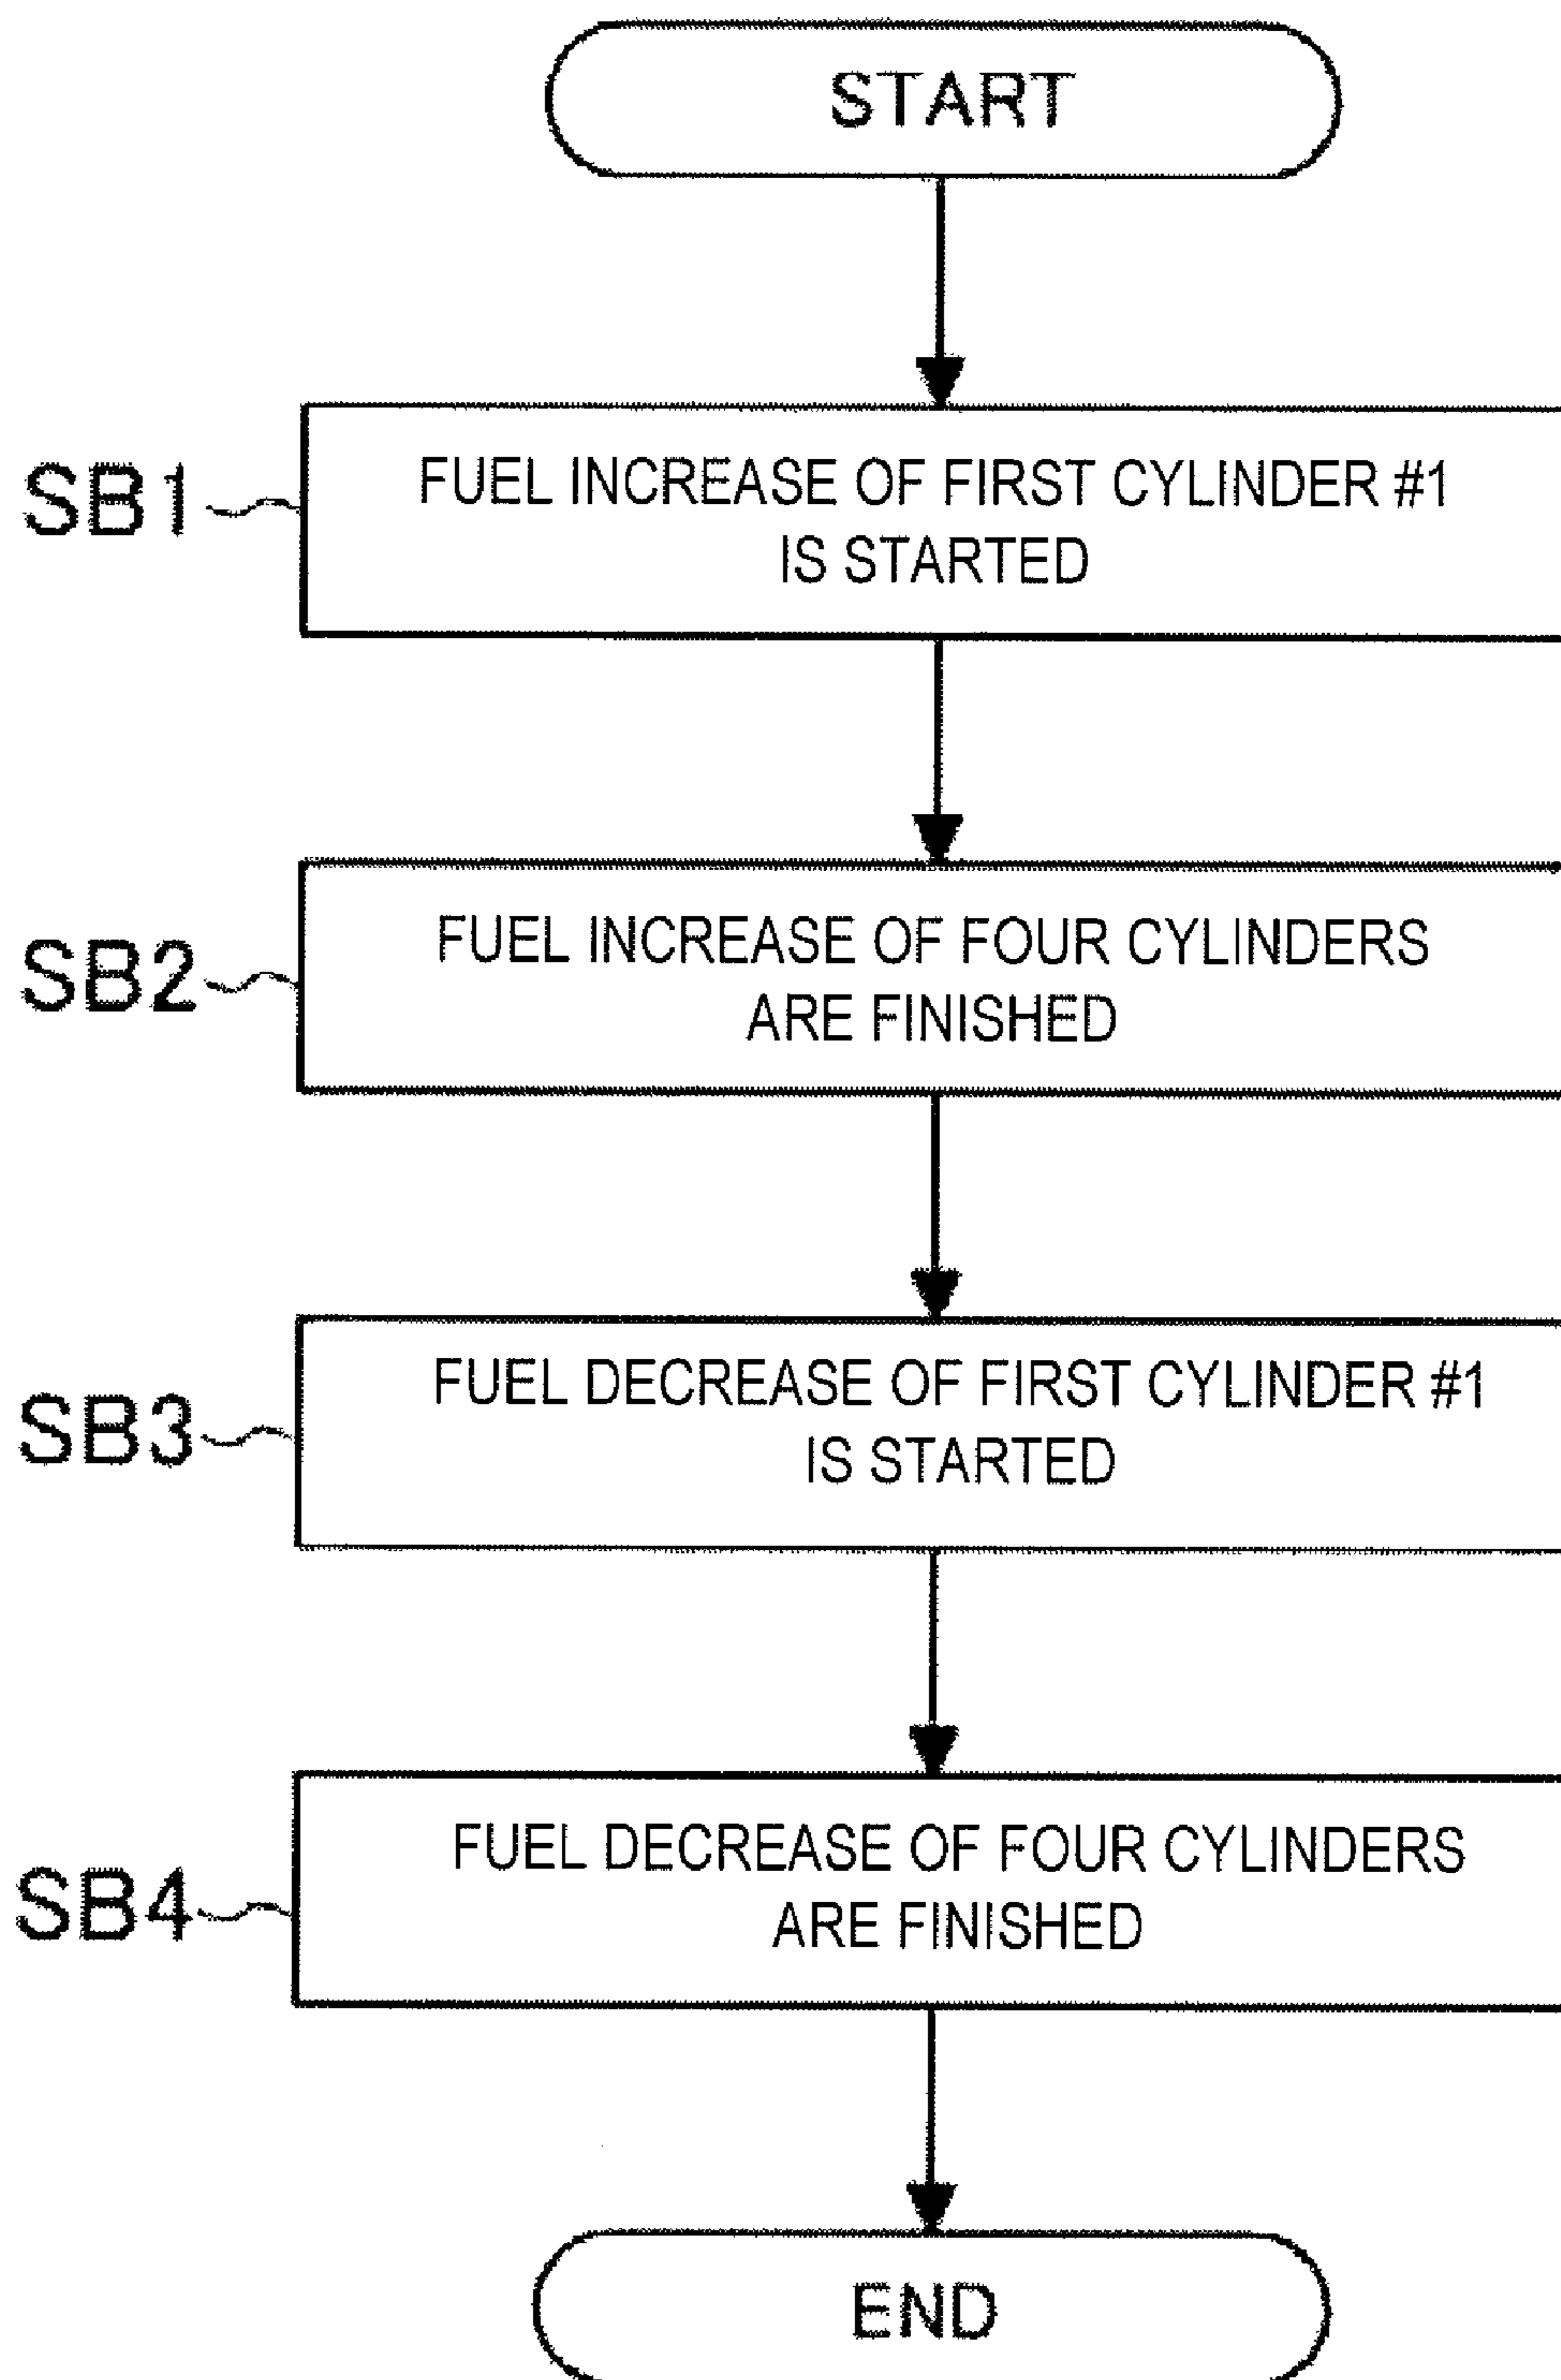 START
SB1
FUEL INCREASE OF FIRST CYLINDER #1
IS STARTED
SB2
FUEL INCREASE OF FOUR CYLINDERS
ARE FINISHED
SB3
FUEL DECREASE OF FIRST CYLINDER #1
IS STARTED
SB4
FUEL DECREASE OF FOUR CYLINDERS
ARE FINISHED
END